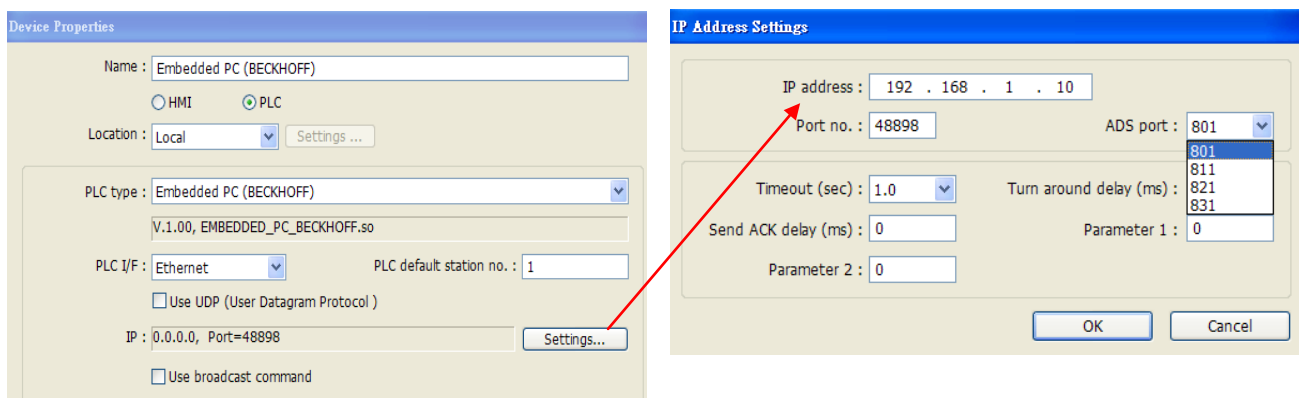 Device Properties
Name : Embedded PC (BECKHOFF)
HMI PLC
Location : Local Settings ...
PLC type : Embedded PC (BECKHOFF)
V.1.00, EMBEDDED_PC_BECKHOFF.so
PLC I/F : Ethernet PLC default station no. : 1
Use UDP (User Datagram Protocol )
IP : 0.0.0.0, Port=48898 Settings...
Use broadcast command
IP Address Settings
IP address : 192 . 168 . 1 . 10
Port no. : 48898 ADS port : 801
801
811
Timeout (sec) : 1.0 Turn around delay (ms) : 821
831
Send ACK delay (ms) : 0 Parameter 1 : 0
Parameter 2 : 0
OK Cancel